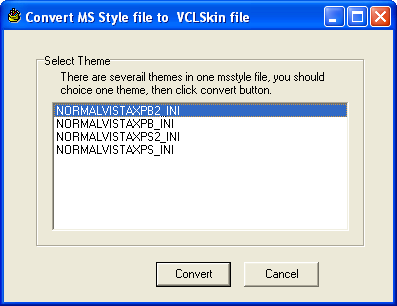 Convert MS Style file to VCLSkin file
Select Theme
There are severail themes in one msstyle file, you should
choice one theme, then click convert button.
NORMALVISTAXPB2_INI
NORMALVISTAXPB_INI
NORMALVISTAXPS2_INI
NORMALVISTAXPS_INI
Convert Cancel